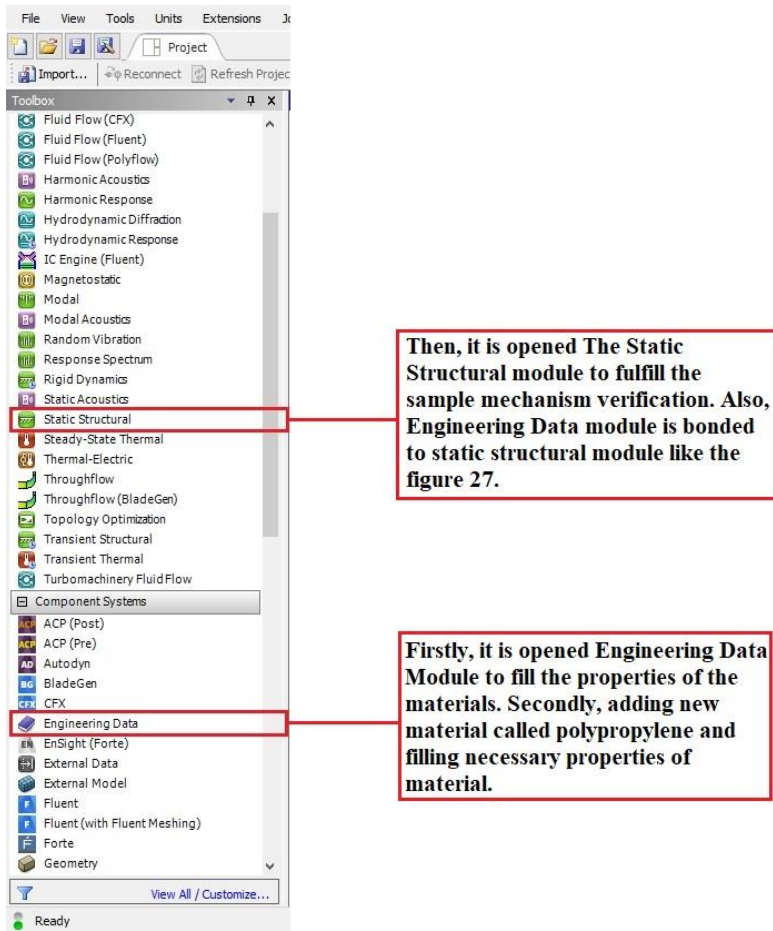 File View Tools Units Extensions
Project
Import... Reconnect Refresh Projec
Toolbox
Fluid Flow (CFX)
Fluid Flow (Fluent)
Fluid Flow (Polyflow)
Harmonic Acoustics
Harmonic Response
Hydrodynamic Diffraction
Hydrodynamic Response
IC Engine (Fluent)
Magnetostatic
Modal
Modal Acoustics
Random Vibration
Response Spectrum
Rigid Dynamics
Static Acoustics
Static Structural
Steady-State Thermal
Thermal-Electric
Throughflow
Throughflow (BladeGen)
Topology Optimization
Transient Structural
Transient Thermal
Turbomachinery Fluid Flow
Component Systems
ACP (Post)
ACP (Pre)
Autodyn
BladeGen
CFX
Engineering Data
EnSight (Forte)
External Data
External Model
Fluent
Fluent (with Fluent Meshing)
Forte
Geometry
View All / Customize...
Ready
Then, it is opened The Static
Structural module to fulfill the
sample mechanism verification. Also,
Engineering Data module is bonded
to static structural module like the
figure 27.
Firstly, it is opened Engineering Data
Module to fill the properties of the
materials. Secondly, adding new
material called polypropylene and
filling necessary properties of
material.